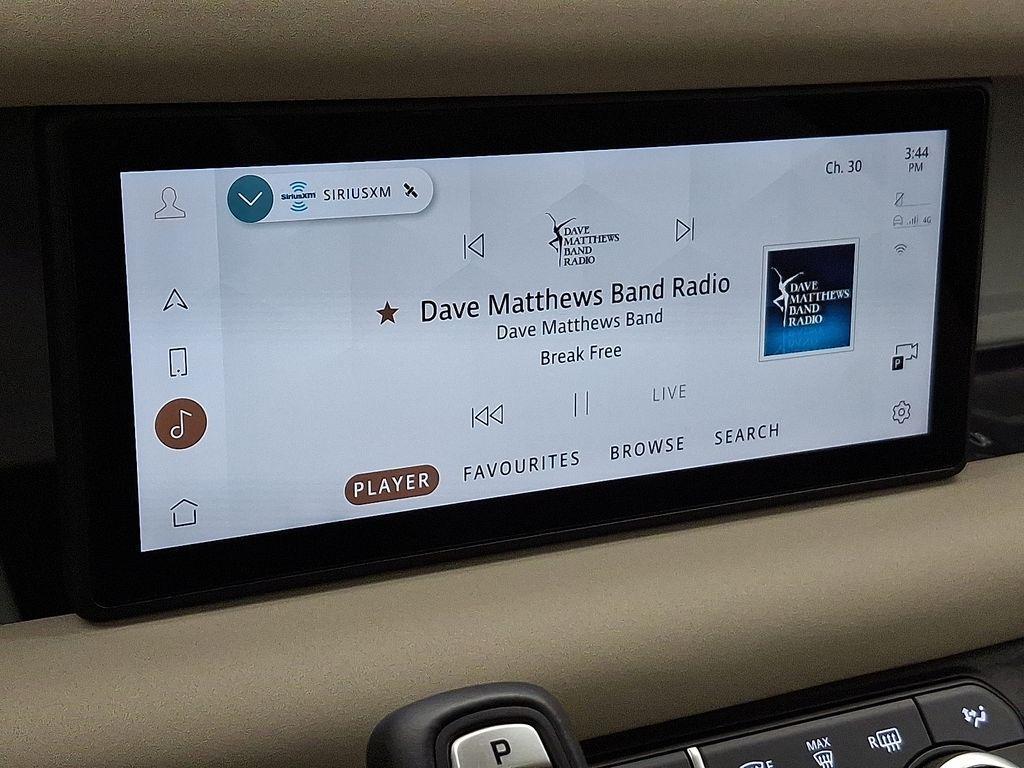 SiriusXM SIRIUSXM
Ch. 30
3:44
PM
4G
DAVE
MATTHEWS
BAND
RADIO
Dave Matthews Band Radio
Dave Matthews Band
Break Free
DAVE
MATTHEWS
BAND
RADIO
P
LIVE
PLAYER FAVOURITES BROWSE SEARCH
P
MAX
R